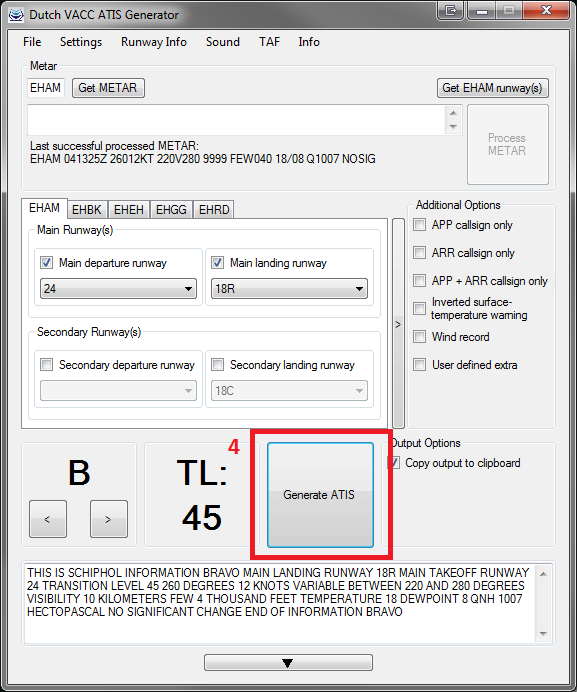 Dutch VACC ATIS Generator
File Settings Runway Info Sound TAF Info
Metar
EHAM Get METAR Get EHAM runway(s)
Process
METAR
Last successful processed METAR:
EHAM 041325Z 26012KT 220V280 9999 FEW040 18/08 Q1007 NOSIG
EHAM EHBK EHEH EHGG EHRD
Main Runway(s)
Main departure runway Main landing runway
24 18R
Secondary Runway(s)
Secondary departure runway Secondary landing runway
18C
>
Additional Options
APP callsign only
ARR callsign only
APP + ARR callsign only
Inverted surface-
temperature warning
Wind record
User defined extra
B
< >
TL:
45
4
Generate ATIS
Output Options
Copy output to clipboard
THIS IS SCHIPHOL INFORMATION BRAVO MAIN LANDING RUNWAY 18R MAIN TAKEOFF RUNWAY
24 TRANSITION LEVEL 45 260 DEGREES 12 KNOTS VARIABLE BETWEEN 220 AND 280 DEGREES
VISIBILITY 10 KILOMETERS FEW 4 THOUSAND FEET TEMPERATURE 18 DEWPOINT 8 QNH 1007
HECTOPASCAL NO SIGNIFICANT CHANGE END OF INFORMATION BRAVO